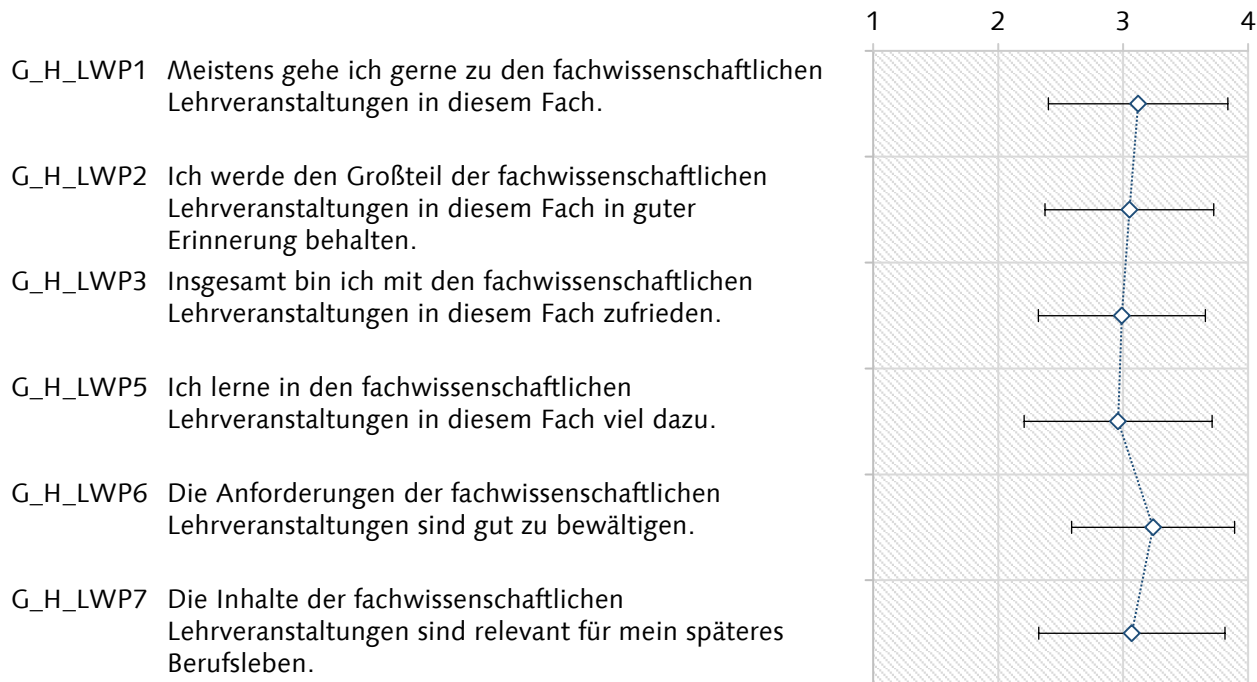 1 2 3 4
G_H_LWP1 Meistens gehe ich gerne zu den fachwissenschaftlichen
Lehrveranstaltungen in diesem Fach.
G_H_LWP2 Ich werde den Großteil der fachwissenschaftlichen
Lehrveranstaltungen in diesem Fach in guter
Erinnerung behalten.
G_H_LWP3 Insgesamt bin ich mit den fachwissenschaftlichen
Lehrveranstaltungen in diesem Fach zufrieden.
G_H_LWP5 Ich lerne in den fachwissenschaftlichen
Lehrveranstaltungen in diesem Fach viel dazu.
G_H_LWP6 Die Anforderungen der fachwissenschaftlichen
Lehrveranstaltungen sind gut zu bewältigen.
G_H_LWP7 Die Inhalte der fachwissenschaftlichen
Lehrveranstaltungen sind relevant für mein späteres
Berufsleben.